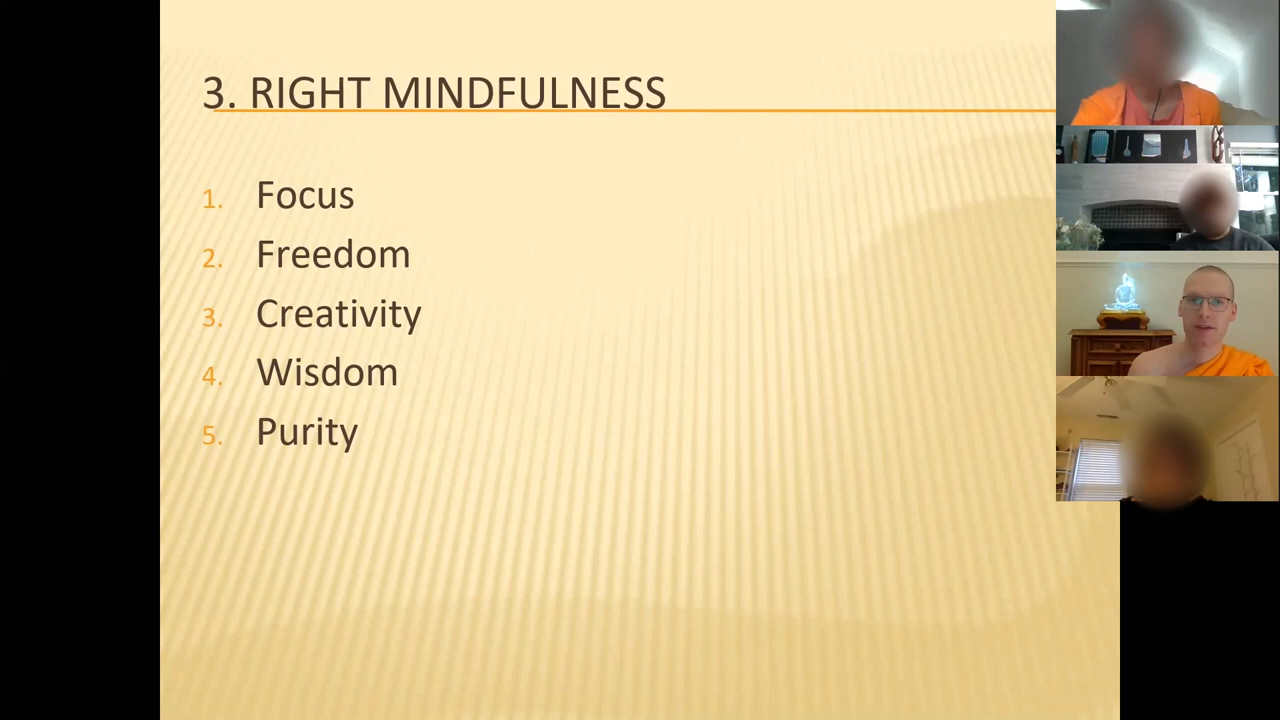 3. RIGHT MINDFULNESS
1. Focus
2. Freedom
3. Creativity
4. Wisdom
5. Purity